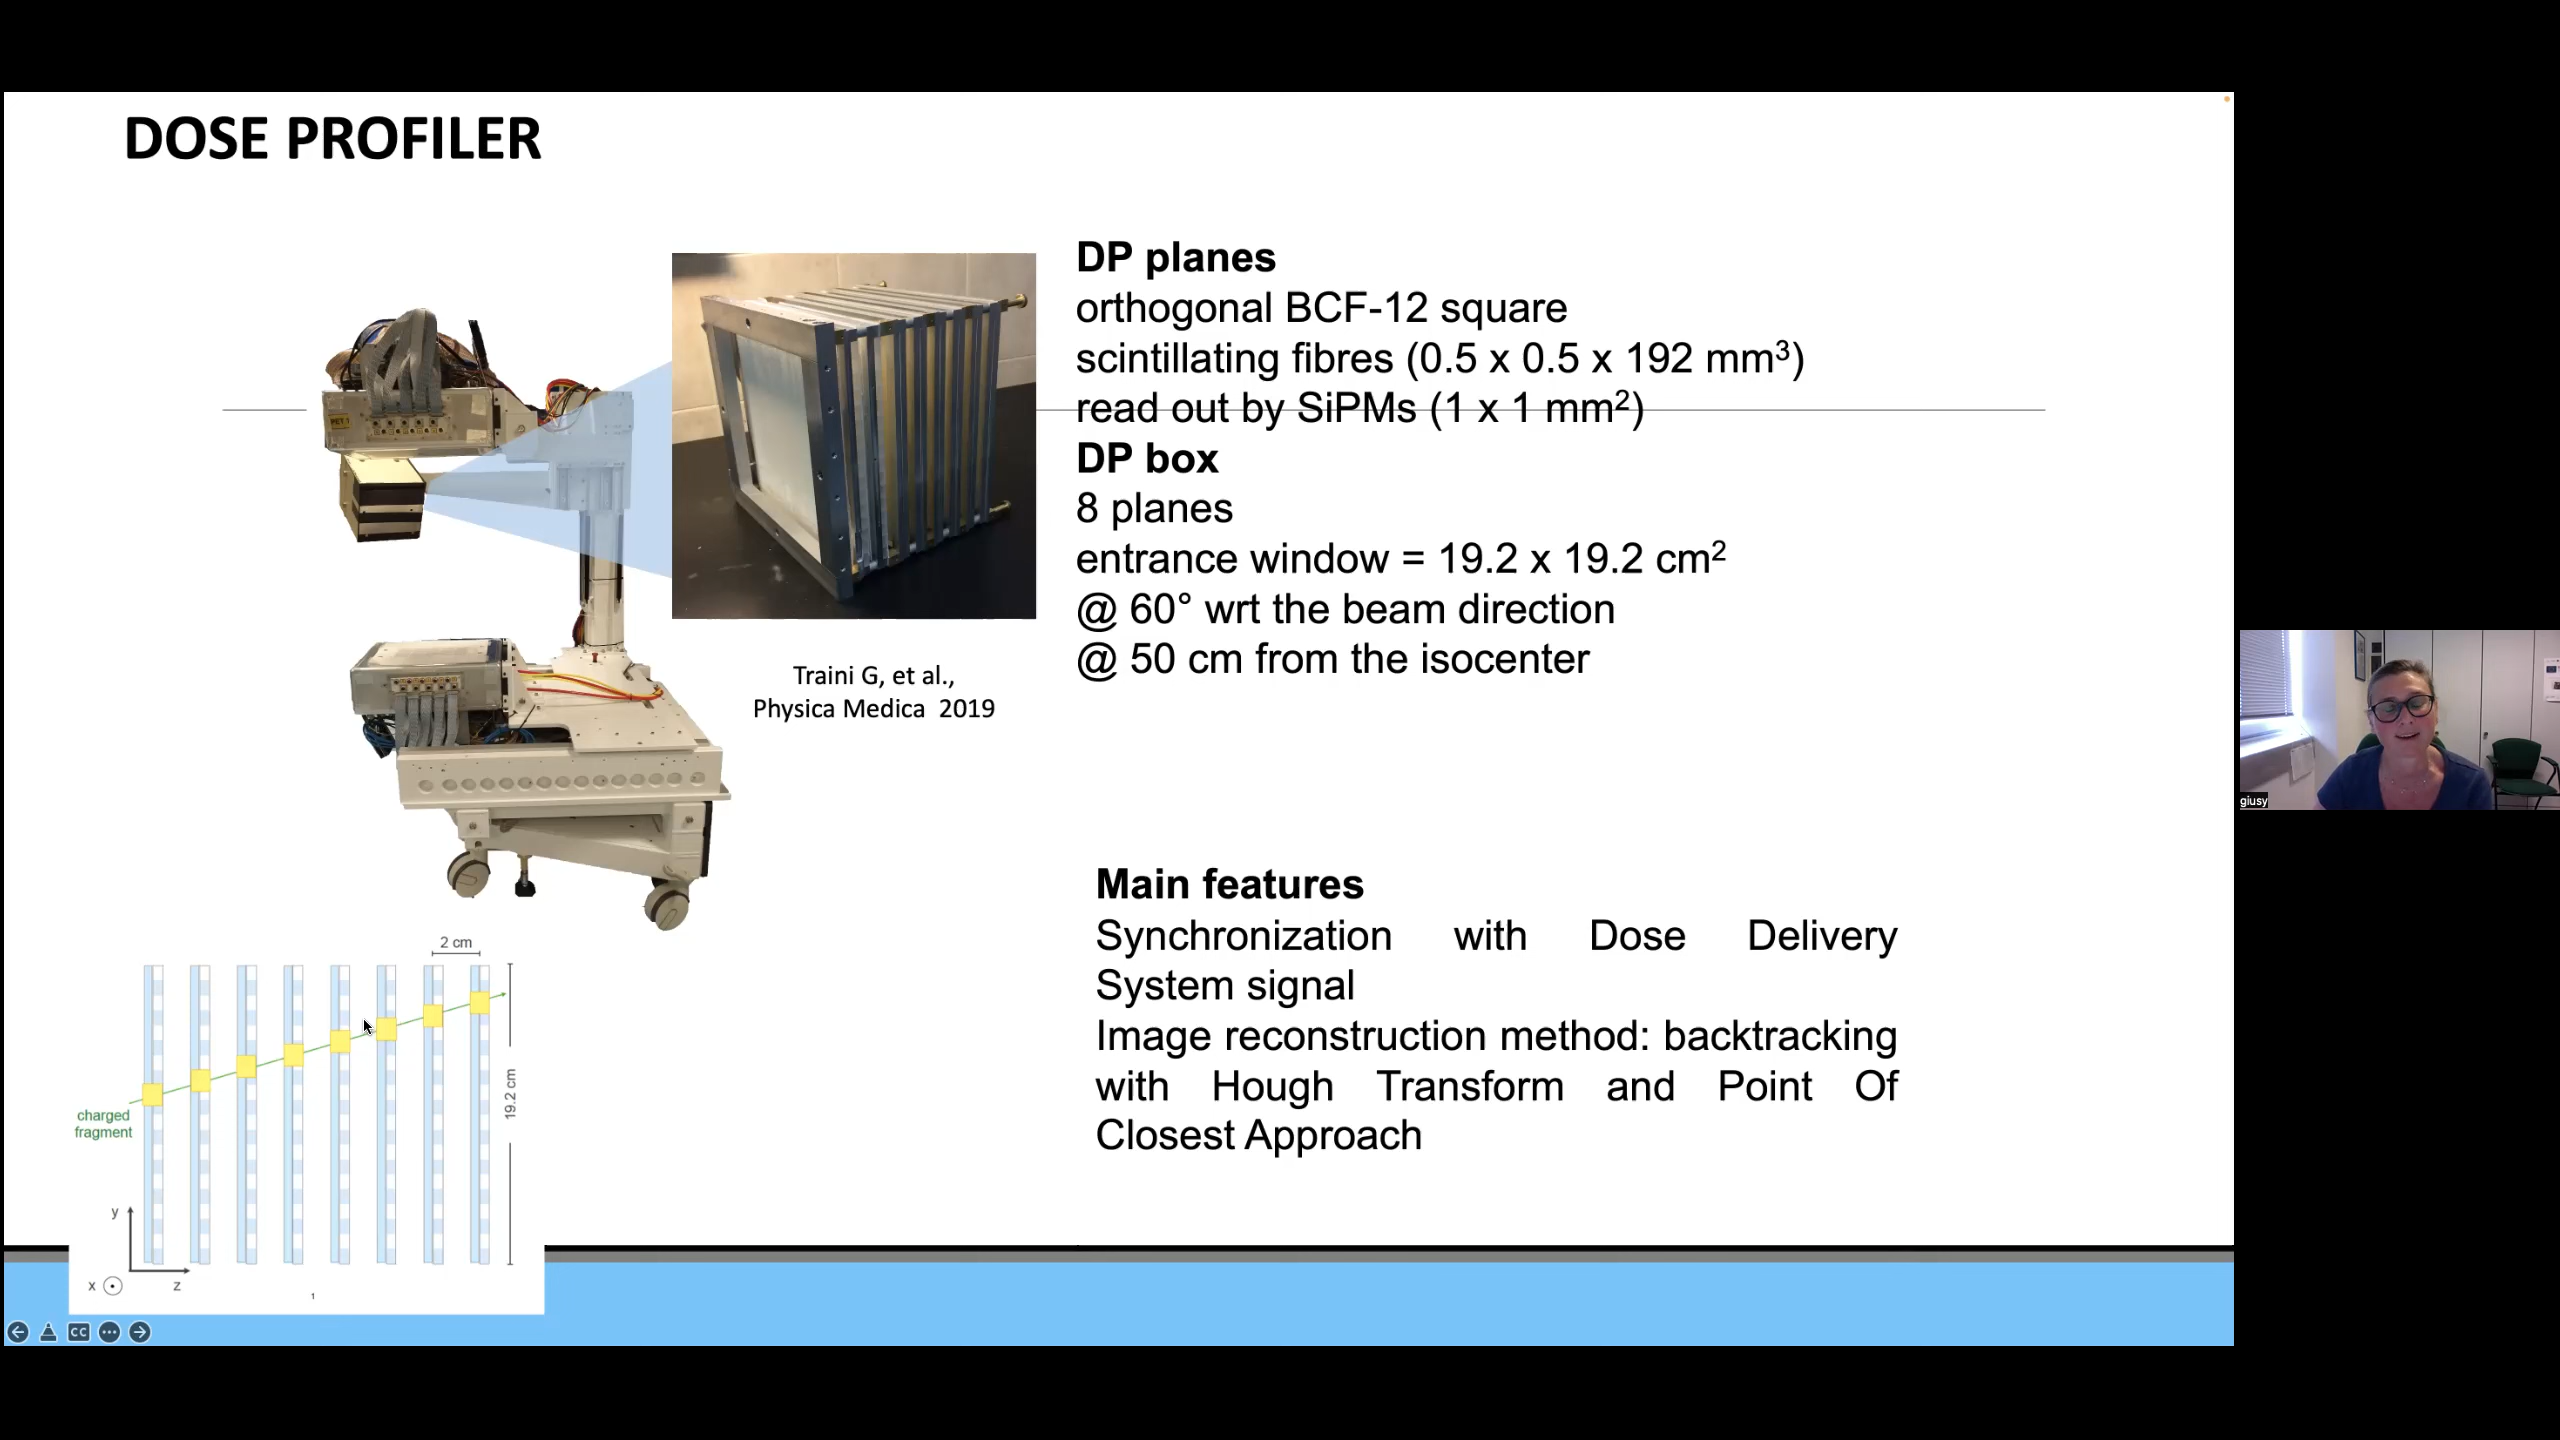 DOSE PROFILER
DP planes
orthogonal BCF-12 square
scintillating fibres (0.5 x 0.5 x 192 mm³)
read out by SiPMs (1 x 1 mm²)
DP box
8 planes
entrance window = 19.2 x 19.2 cm²
@ 60° wrt the beam direction
@ 50 cm from the isocenter
Traini G, et al.,
Physica Medica 2019
Main features
Synchronization with Dose Delivery
System signal
Image reconstruction method: backtracking
with Hough Transform and Point Of
Closest Approach
2 cm
19.2 cm
charged
fragment
y
x
z
1
CC
giusy